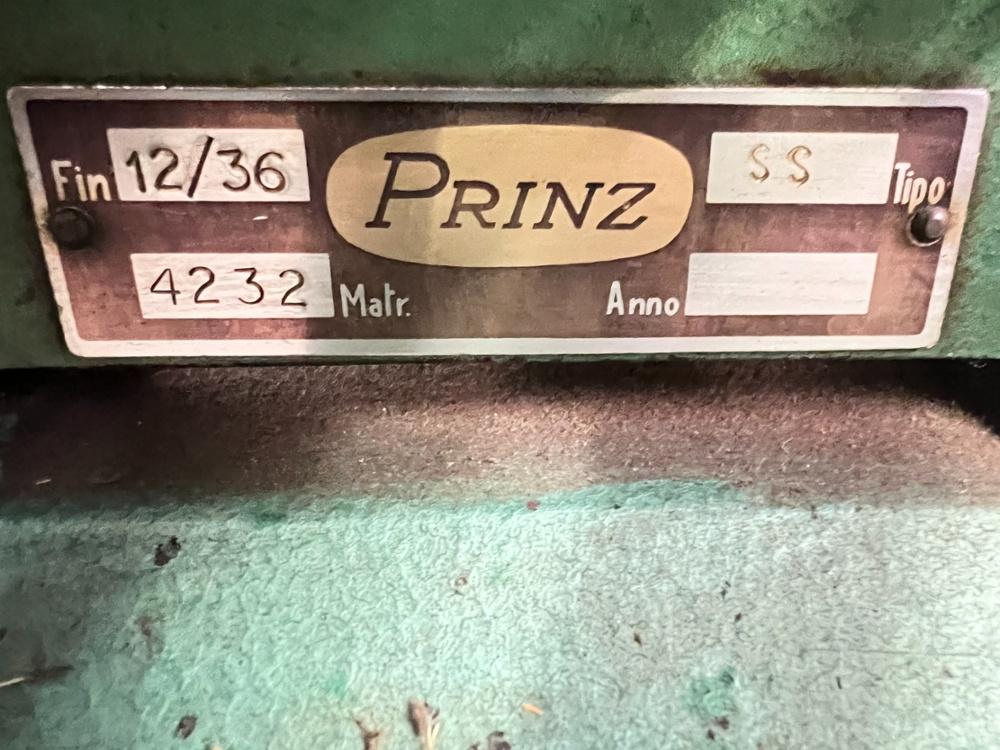 Fin 12/36 PRINZ SS Tipo
4232 Matr. Anno